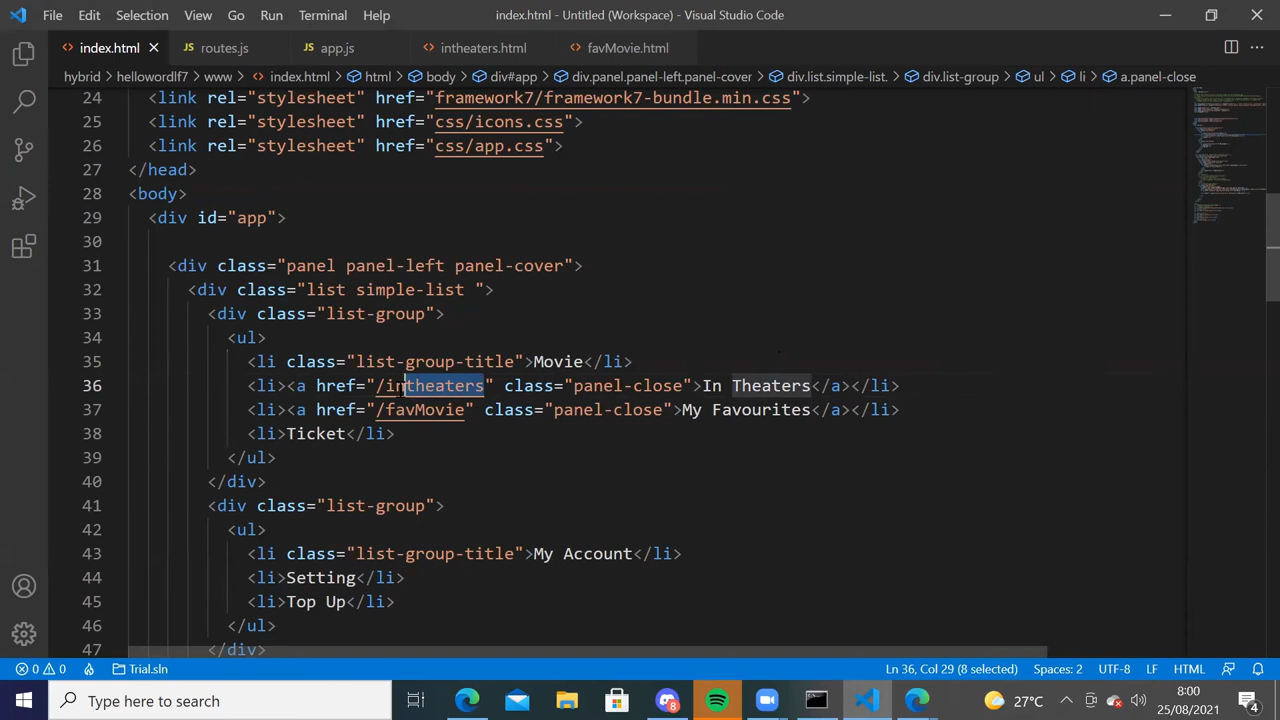 File Edit Selection View Go Run Terminal Help index.html - Untitled (Workspace) - Visual Studio Code
index.html routes.js app.js intheaters.html favMovie.html
hybrid > hellowordlf7 > www > index.html > html > body > div#app > div.panel.panel-left.panel-cover > div.list.simple-list. > div.list-group > ul > li > a.panel-close
24 <link rel="stylesheet" href="framework7/framework7-bundle.min.css">
25 <link rel="stylesheet" href="css/icons.css">
26 <link rel="stylesheet" href="css/app.css">
27 </head>
28 <body>
29 <div id="app">
30
31 <div class="panel panel-left panel-cover">
32 <div class="list simple-list ">
33 <div class="list-group">
34 <ul>
35 <li class="list-group-title">Movie</li>
36 <li><a href="/intheaters" class="panel-close">In Theaters</a></li>
37 <li><a href="/favMovie" class="panel-close">My Favourites</a></li>
38 <li>Ticket</li>
39 </ul>
40 </div>
41 <div class="list-group">
42 <ul>
43 <li class="list-group-title">My Account</li>
44 <li>Setting</li>
45 <li>Top Up</li>
46 </ul>
47 </div>
0 0 Trial.sln Ln 36, Col 29 (8 selected) Spaces: 2 UTF-8 LF HTML
Type here to search 8 27°C 8:00 4
25/08/2021